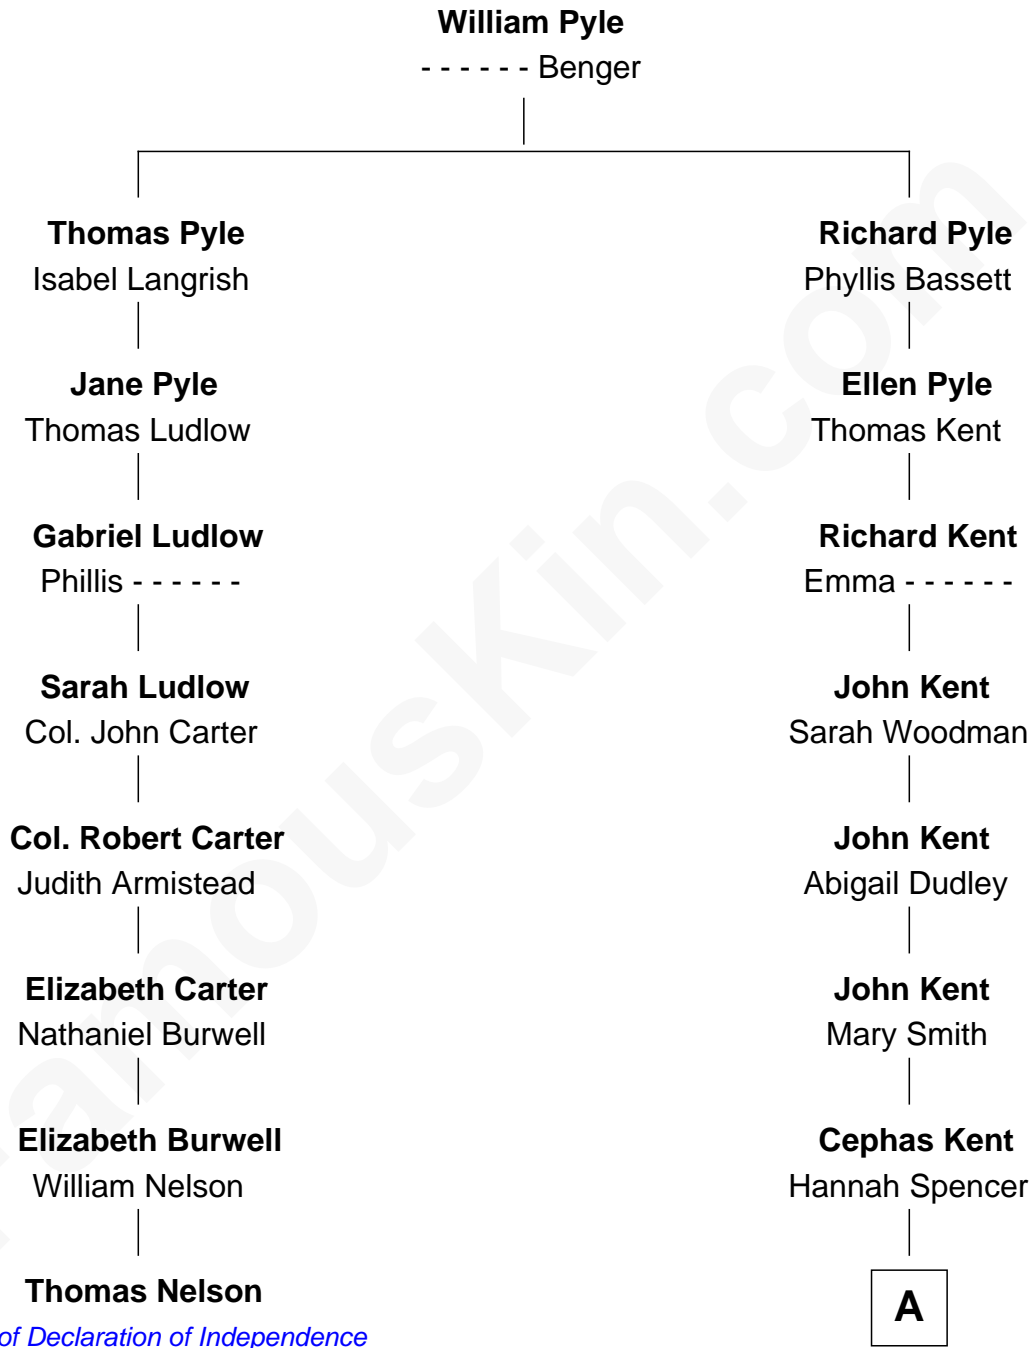 William Pyle
- - - - - - Benger
Thomas Pyle
Isabel Langrish
Richard Pyle
Phyllis Bassett
Jane Pyle
Thomas Ludlow
Ellen Pyle
Thomas Kent
Gabriel Ludlow
Phillis - - - - - -
Richard Kent
Emma - - - - - -
Sarah Ludlow
Col. John Carter
John Kent
Sarah Woodman
Col. Robert Carter
Judith Armistead
John Kent
Abigail Dudley
Elizabeth Carter
Nathaniel Burwell
John Kent
Mary Smith
Elizabeth Burwell
William Nelson
Cephas Kent
Hannah Spencer
Thomas Nelson
of Declaration of Independence
A
FamousKin.com